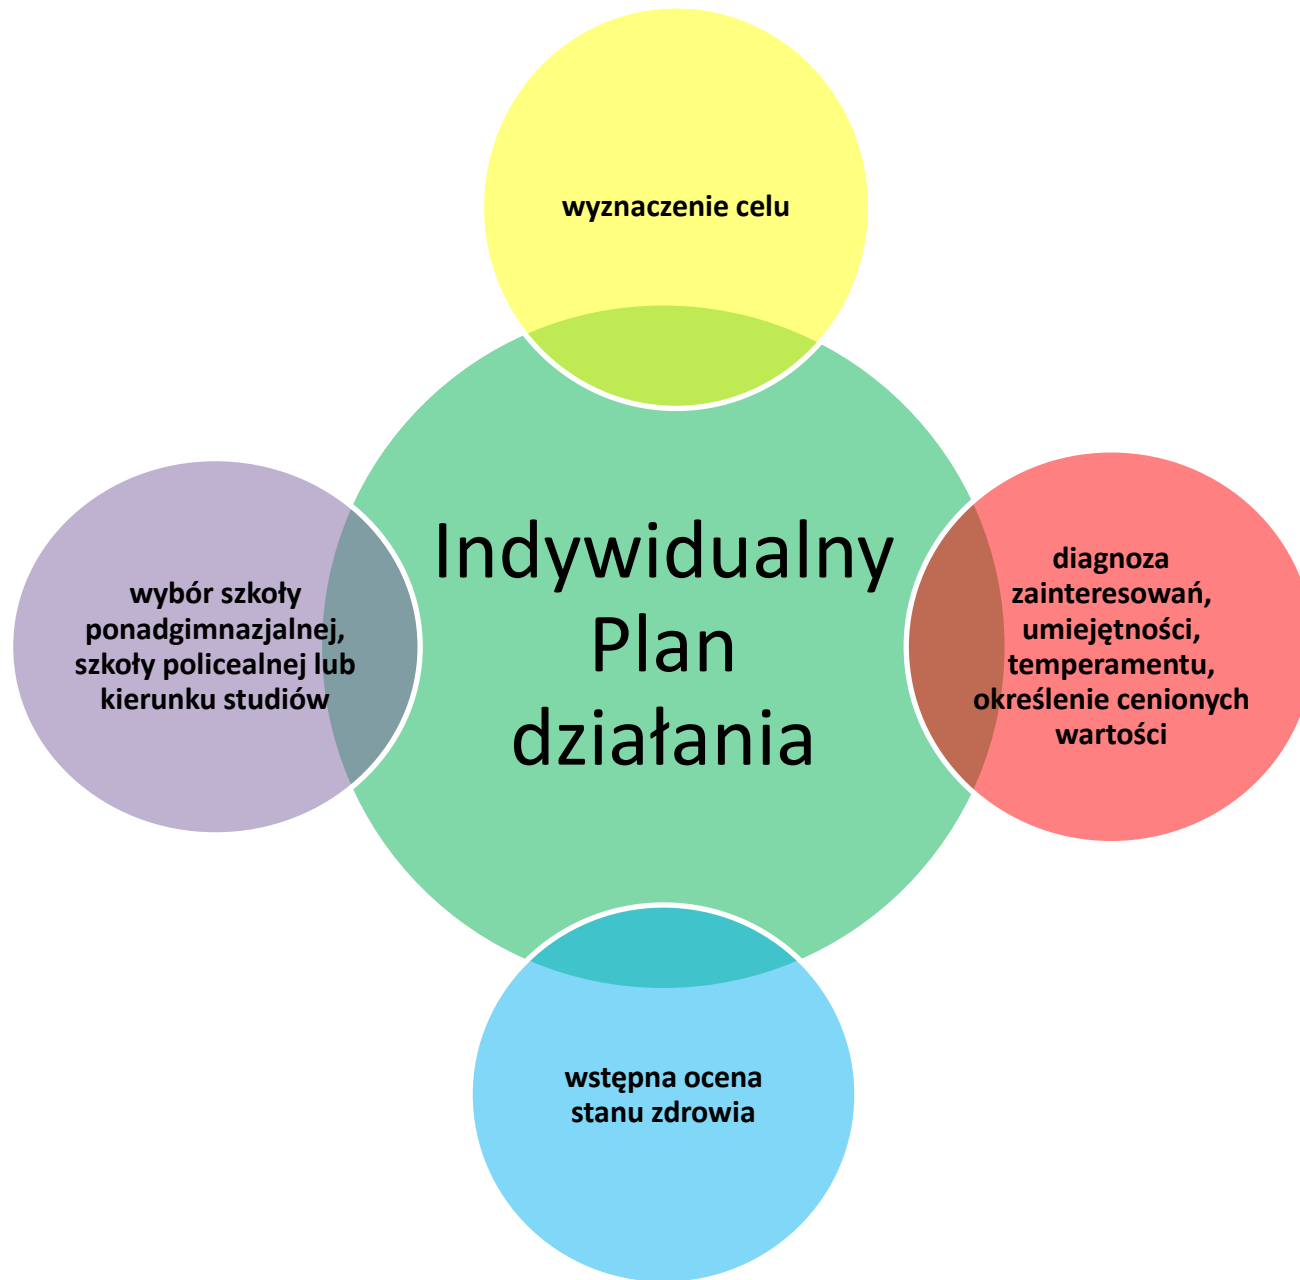 wyznaczenie celu
wybór szkoły
ponadgimnazjalnej,
szkoły policealnej lub
kierunku studiów
Indywidualny
Plan
działania
diagnoza
zainteresowań,
umiejętności,
temperamentu,
określenie cenionych
wartości
wstępna ocena
stanu zdrowia